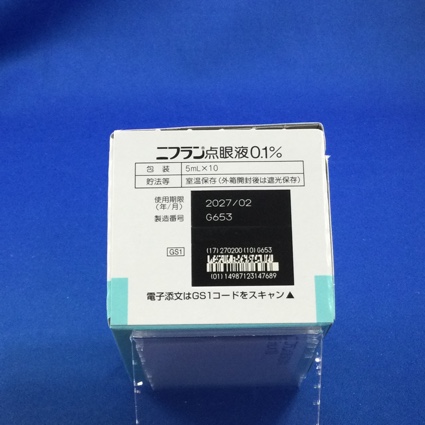 ニフラン点眼液0.1%
包装 5mL×10
貯法等 室温保存(外箱開封後は遮光保存)
使用期限 2027/02
(年/月)
製造番号 G653
GS1
(17)270200(10)G653
(01)14987123147689
電子添文はGS1コードをスキャン▲